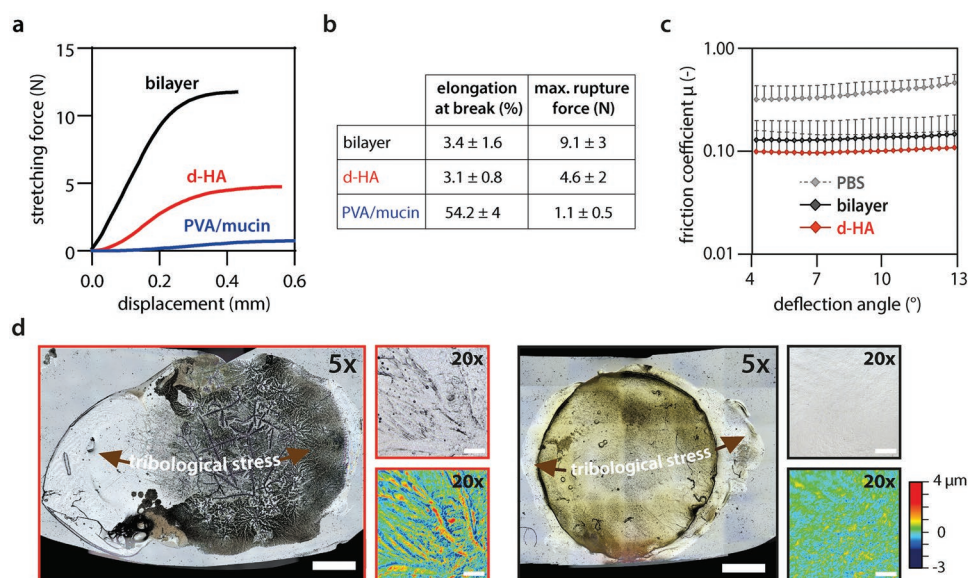 a
stretching force (N)
15
10
5
0
bilayer
d-HA
PVA/mucin
0.0 0.2 0.4 0.6
displacement (mm)
b
elongation at break (%) max. rupture force (N)
bilayer 3.4 ± 1.6 9.1 ± 3
d-HA 3.1 ± 0.8 4.6 ± 2
PVA/mucin 54.2 ± 4 1.1 ± 0.5
c
friction coefficient μ (-)
1.00
0.10
0.01
PBS
bilayer
d-HA
4 7 10 13
deflection angle (°)
d
5x
tribological stress
20x
20x
5x
tribological stress
20x
20x
4 μm
0
-3